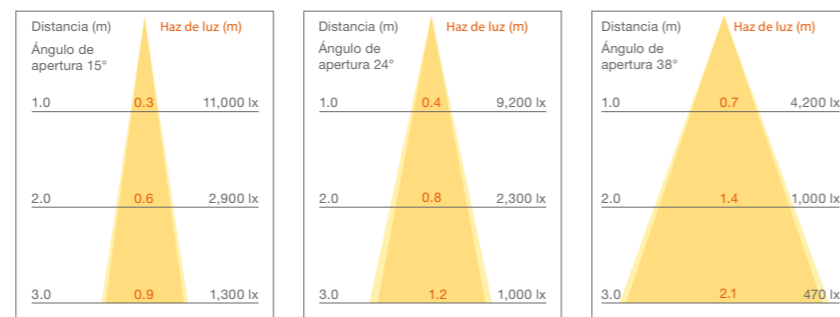 Distancia (m) Haz de luz (m)
Ángulo de
apertura 15°
1.0 0.3 11,000 lx
2.0 0.6 2,900 lx
3.0 0.9 1,300 lx
Distancia (m) Haz de luz (m)
Ángulo de
apertura 24°
1.0 0.4 9,200 lx
2.0 0.8 2,300 lx
3.0 1.2 1,000 lx
Distancia (m) Haz de luz (m)
Ángulo de
apertura 38°
1.0 0.7 4,200 lx
2.0 1.4 1,000 lx
3.0 2.1 470 lx